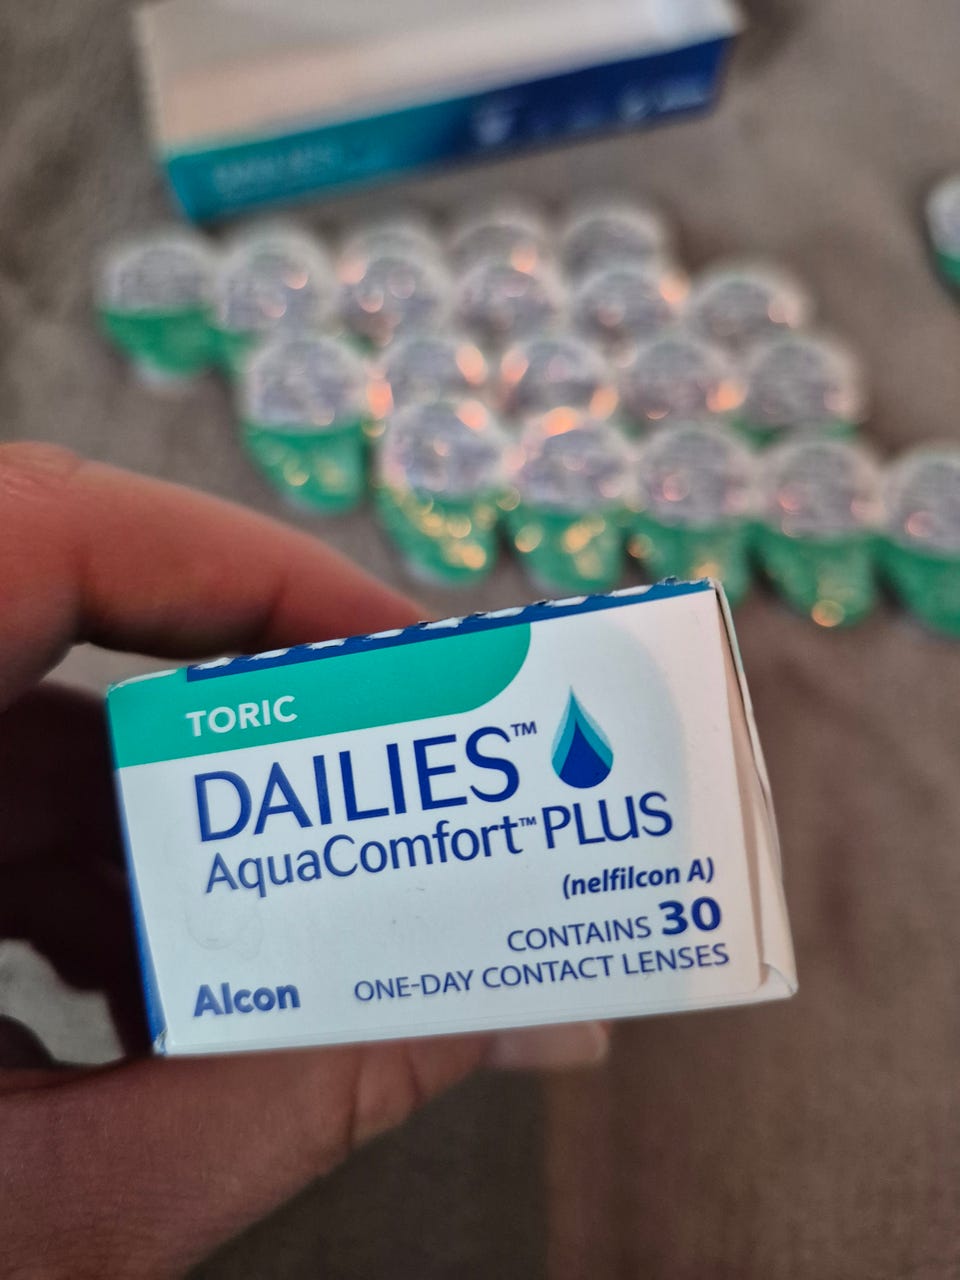 TORIC
DAILIES™
AquaComfort™ PLUS
(nelfilcon A)
CONTAINS 30
ONE-DAY CONTACT LENSES
Alcon